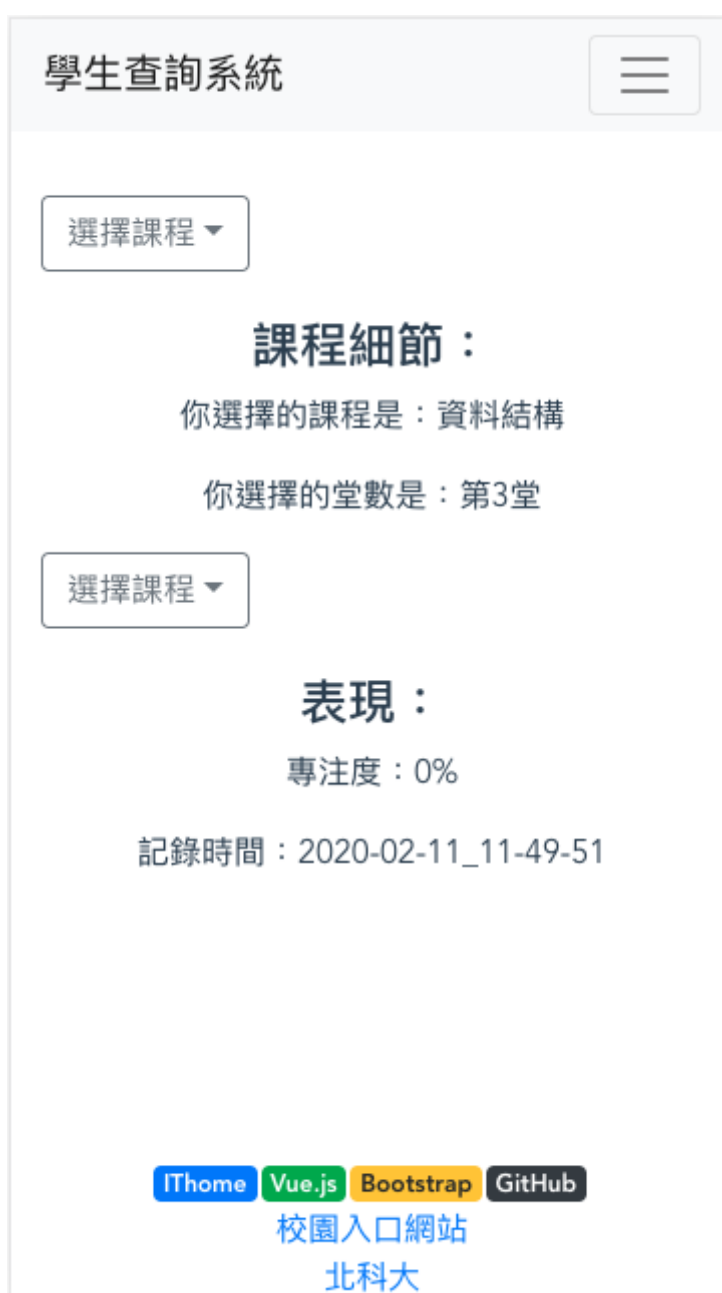 學生查詢系統
選擇課程
課程細節：
你選擇的課程是：資料結構
你選擇的堂數是：第3堂
選擇課程
表現：
專注度：0%
記錄時間：2020-02-11_11-49-51
IThome Vue.js Bootstrap GitHub
校園入口網站
北科大